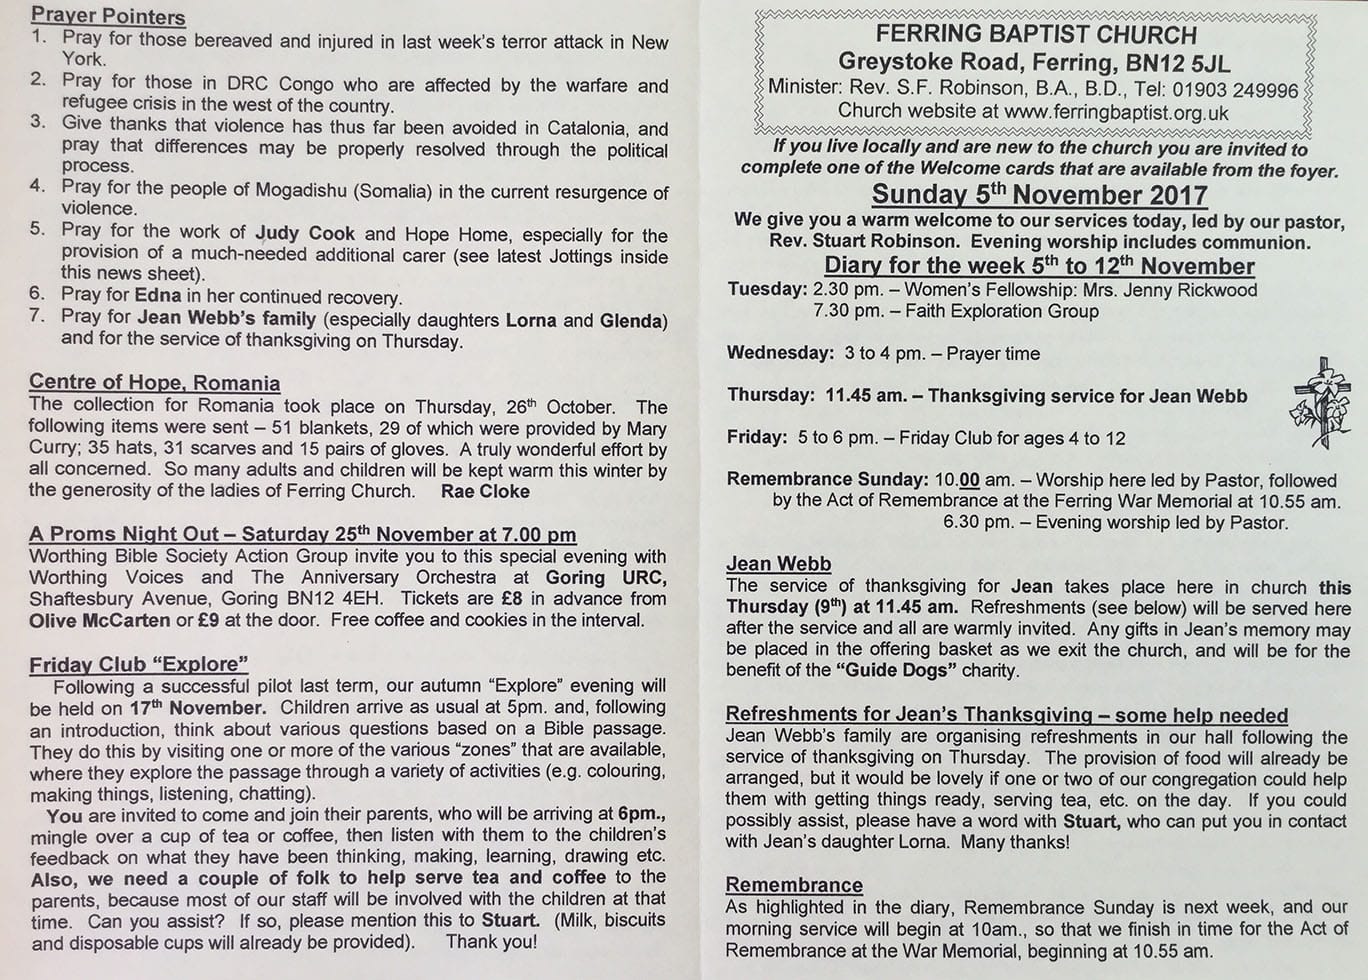 Prayer Pointers
1. Pray for those bereaved and injured in last week's terror attack in New
York.
2. Pray for those in DRC Congo who are affected by the warfare and
refugee crisis in the west of the country.
3. Give thanks that violence has thus far been avoided in Catalonia, and
pray that differences may be properly resolved through the political
process.
4. Pray for the people of Mogadishu (Somalia) in the current resurgence of
violence.
5. Pray for the work of Judy Cook and Hope Home, especially for the
provision of a much-needed additional carer (see latest Jottings inside
this news sheet).
6. Pray for Edna in her continued recovery.
7. Pray for Jean Webb's family (especially daughters Lorna and Glenda)
and for the service of thanksgiving on Thursday.
Centre of Hope, Romania
The collection for Romania took place on Thursday, 26th October. The
following items were sent – 51 blankets, 29 of which were provided by Mary
Curry; 35 hats, 31 scarves and 15 pairs of gloves. A truly wonderful effort by
all concerned. So many adults and children will be kept warm this winter by
the generosity of the ladies of Ferring Church. Rae Cloke
A Proms Night Out – Saturday 25th November at 7.00 pm
Worthing Bible Society Action Group invite you to this special evening with
Worthing Voices and The Anniversary Orchestra at Goring URC,
Shaftesbury Avenue, Goring BN12 4EH. Tickets are £8 in advance from
Olive McCarten or £9 at the door. Free coffee and cookies in the interval.
Friday Club "Explore"
Following a successful pilot last term, our autumn "Explore" evening will
be held on 17th November. Children arrive as usual at 5pm. and, following
an introduction, think about various questions based on a Bible passage.
They do this by visiting one or more of the various "zones" that are available,
where they explore the passage through a variety of activities (e.g. colouring,
making things, listening, chatting).
You are invited to come and join their parents, who will be arriving at 6pm.,
mingle over a cup of tea or coffee, then listen with them to the children's
feedback on what they have been thinking, making, learning, drawing etc.
Also, we need a couple of folk to help serve tea and coffee to the
parents, because most of our staff will be involved with the children at that
time. Can you assist? If so, please mention this to Stuart. (Milk, biscuits
and disposable cups will already be provided). Thank you!
FERRING BAPTIST CHURCH
Greystoke Road, Ferring, BN12 5JL
Minister: Rev. S.F. Robinson, B.A., B.D., Tel: 01903 249996
Church website at www.ferringbaptist.org.uk
If you live locally and are new to the church you are invited to
complete one of the Welcome cards that are available from the foyer.
Sunday 5th November 2017
We give you a warm welcome to our services today, led by our pastor,
Rev. Stuart Robinson. Evening worship includes communion.
Diary for the week 5th to 12th November
Tuesday: 2.30 pm. – Women's Fellowship: Mrs. Jenny Rickwood
7.30 pm. – Faith Exploration Group
Wednesday: 3 to 4 pm. – Prayer time
Thursday: 11.45 am. – Thanksgiving service for Jean Webb
Friday: 5 to 6 pm. – Friday Club for ages 4 to 12
Remembrance Sunday: 10.00 am. – Worship here led by Pastor, followed
by the Act of Remembrance at the Ferring War Memorial at 10.55 am.
6.30 pm. – Evening worship led by Pastor.
Jean Webb
The service of thanksgiving for Jean takes place here in church this
Thursday (9th) at 11.45 am. Refreshments (see below) will be served here
after the service and all are warmly invited. Any gifts in Jean's memory may
be placed in the offering basket as we exit the church, and will be for the
benefit of the "Guide Dogs" charity.
Refreshments for Jean's Thanksgiving – some help needed
Jean Webb's family are organising refreshments in our hall following the
service of thanksgiving on Thursday. The provision of food will already be
arranged, but it would be lovely if one or two of our congregation could help
them with getting things ready, serving tea, etc. on the day. If you could
possibly assist, please have a word with Stuart, who can put you in contact
with Jean's daughter Lorna. Many thanks!
Remembrance
As highlighted in the diary, Remembrance Sunday is next week, and our
morning service will begin at 10am., so that we finish in time for the Act of
Remembrance at the War Memorial, beginning at 10.55 am.